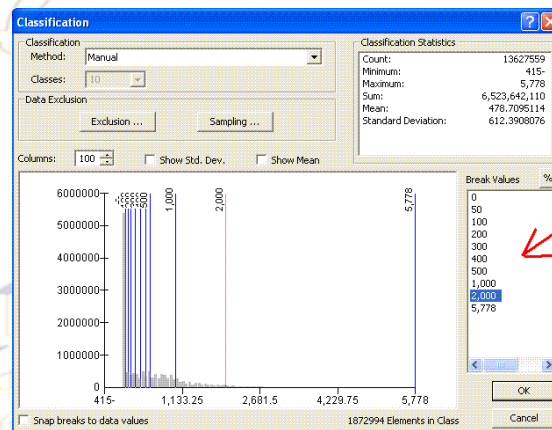 Classification
Classification
Method: Manual
Classes: 10
Data Exclusion
Exclusion ...
Sampling ...
Classification Statistics
Count: 13627559
Minimum: 415-
Maximum: 5,778
Sum: 6,523,642,110
Mean: 478.7095114
Standard Deviation: 612.3908076
Columns: 100
Show Std. Dev.
Show Mean
Break Values
%
0
50
100
200
300
400
500
1,000
2,000
5,778
6000000
5000000
4000000
3000000
2000000
1000000
0
500
1,000
2,000
5,778
415-
1,133.25
2,681.5
4,229.75
5,778
OK
Cancel
Snap breaks to data values
1872994 Elements in Class